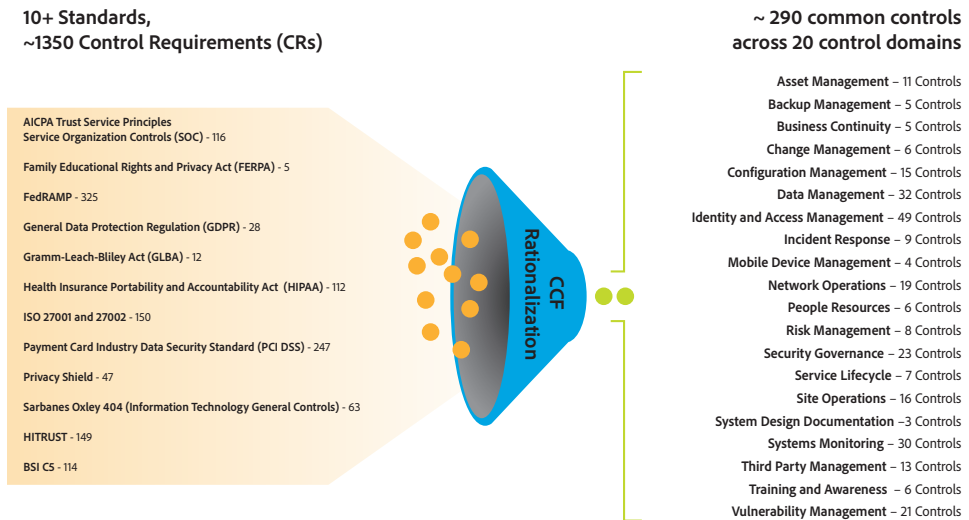 10+ Standards,
~1350 Control Requirements (CRs)
AICPA Trust Service Principles
Service Organization Controls (SOC) - 116
Family Educational Rights and Privacy Act (FERPA) - 5
FedRAMP - 325
General Data Protection Regulation (GDPR) - 28
Gramm-Leach-Bliley Act (GLBA) - 12
Health Insurance Portability and Accountability Act (HIPAA) - 112
ISO 27001 and 27002 - 150
Payment Card Industry Data Security Standard (PCI DSS) - 247
Privacy Shield - 47
Sarbanes Oxley 404 (Information Technology General Controls) - 63
HITRUST - 149
BSI C5 - 114
CCF
Rationalization
~ 290 common controls
across 20 control domains
Asset Management – 11 Controls
Backup Management – 5 Controls
Business Continuity – 5 Controls
Change Management – 6 Controls
Configuration Management – 15 Controls
Data Management – 32 Controls
Identity and Access Management – 49 Controls
Incident Response – 9 Controls
Mobile Device Management – 4 Controls
Network Operations – 19 Controls
People Resources – 6 Controls
Risk Management – 8 Controls
Security Governance – 23 Controls
Service Lifecycle – 7 Controls
Site Operations – 16 Controls
System Design Documentation –3 Controls
Systems Monitoring – 30 Controls
Third Party Management – 13 Controls
Training and Awareness – 6 Controls
Vulnerability Management – 21 Controls